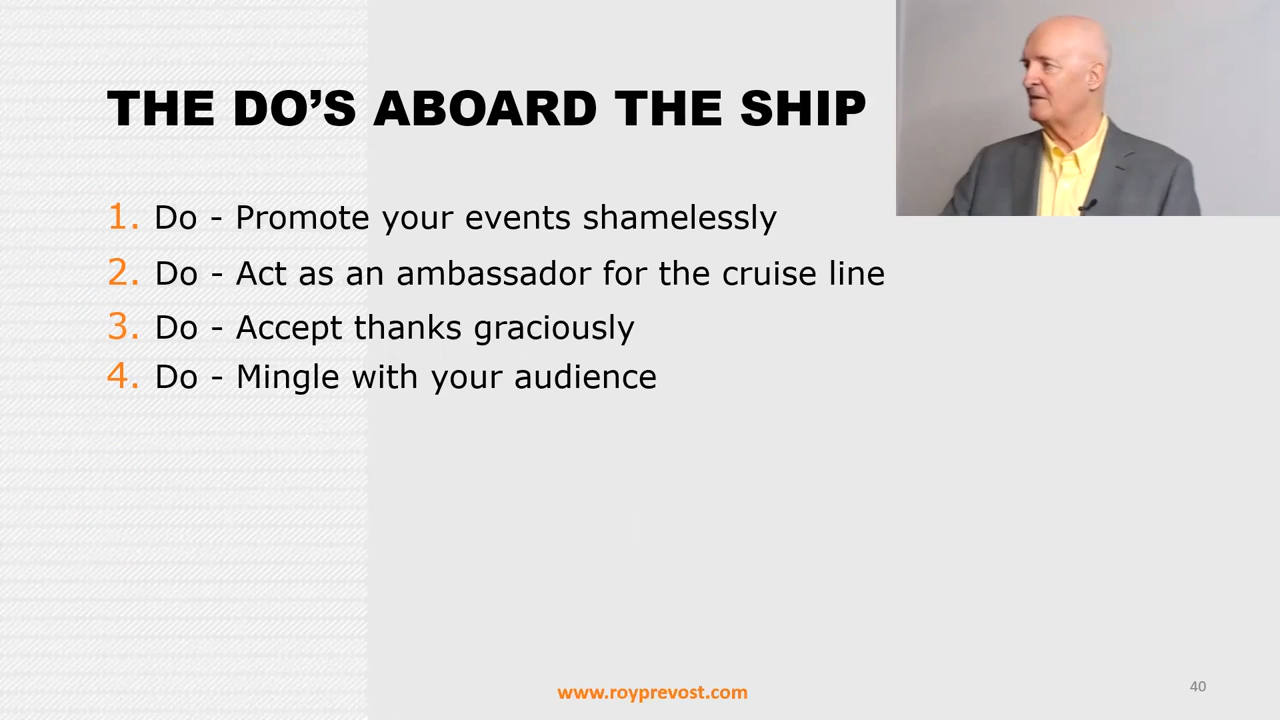 THE DO’S ABOARD THE SHIP
1. Do - Promote your events shamelessly
2. Do - Act as an ambassador for the cruise line
3. Do - Accept thanks graciously
4. Do - Mingle with your audience
www.royprevost.com
40